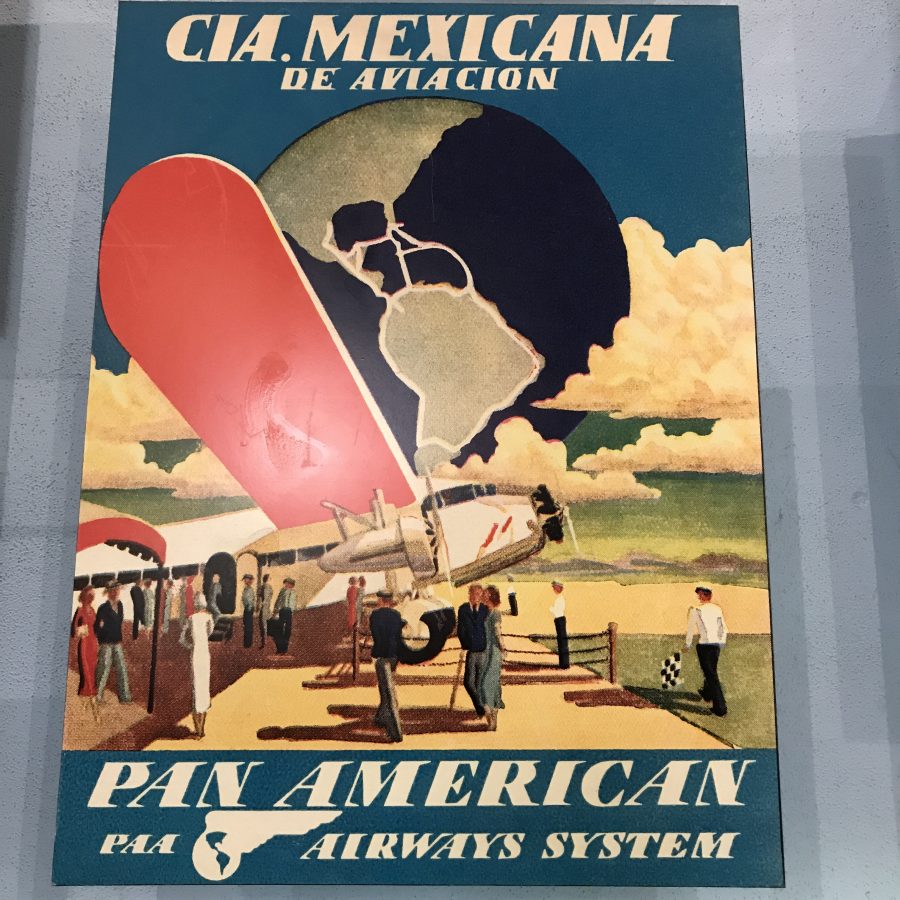 CIA. MEXICANA
DE AVIACION
PAN AMERICAN
PAA AIRWAYS SYSTEM